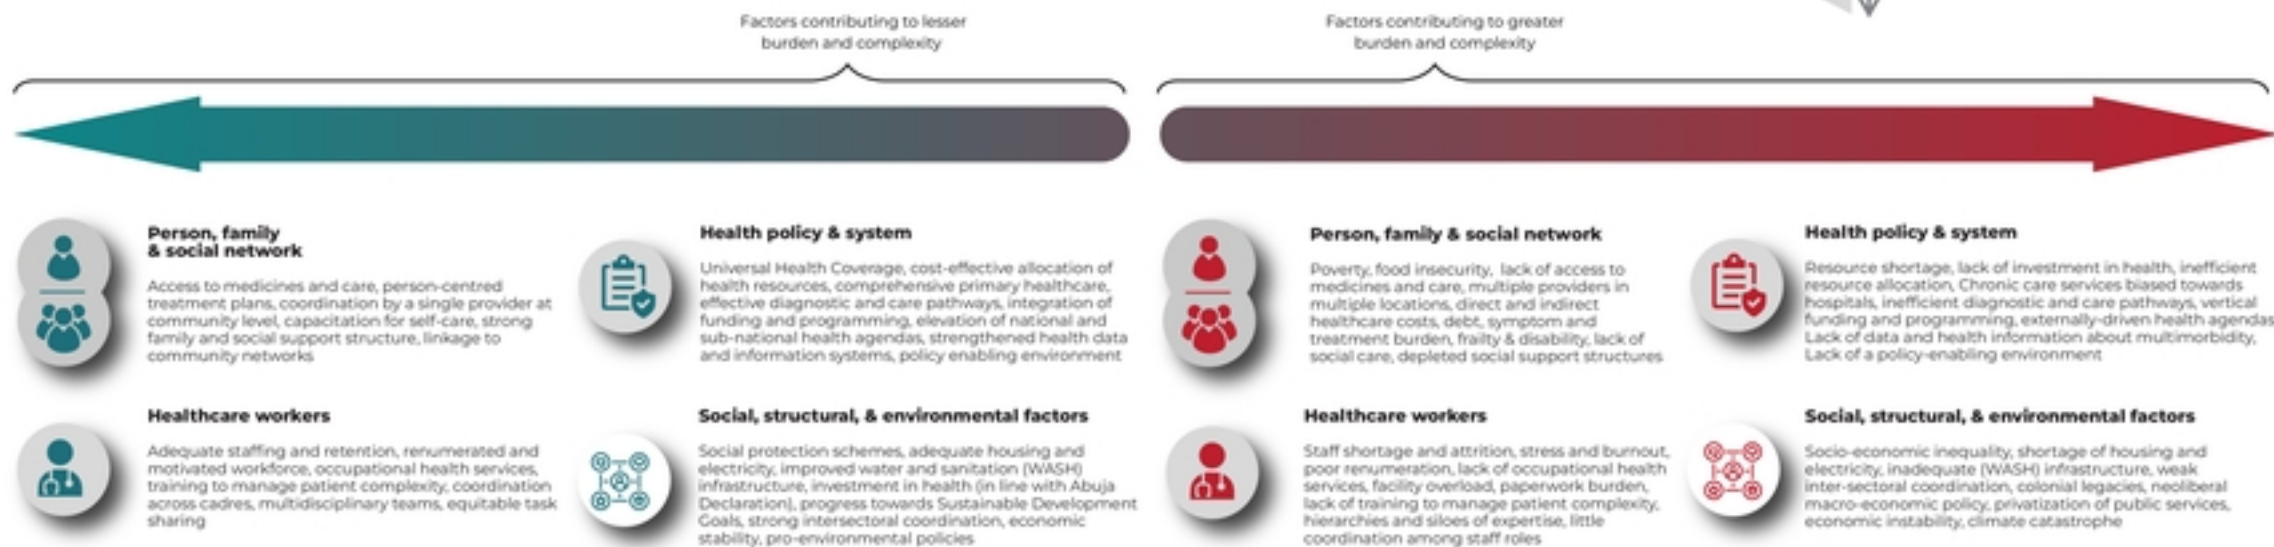 Factors contributing to lesser
burden and complexity
Factors contributing to greater
burden and complexity
Person, family
& social network
Access to medicines and care, person-centred
treatment plans, coordination by a single provider at
community level, capacitation for self-care, strong
family and social support structure, linkage to
community networks
Health policy & system
Universal Health Coverage, cost-effective allocation of
health resources, comprehensive primary healthcare,
effective diagnostic and care pathways, integration of
funding and programming, elevation of national and
sub-national health agendas, strengthened health data
and information systems, policy enabling environment
Person, family & social network
Poverty, food insecurity, lack of access to
medicines and care, multiple providers in
multiple locations, direct and indirect
healthcare costs, debt, symptom and
treatment burden, frailty & disability, lack of
social care, depleted social support structures
Health policy & system
Resource shortage, lack of investment in health, inefficient
resource allocation, Chronic care services biased towards
hospitals, inefficient diagnostic and care pathways, vertical
funding and programming, externally-driven health agendas
Lack of data and health information about multimorbidity,
Lack of a policy-enabling environment
Healthcare workers
Adequate staffing and retention, renumerated and
motivated workforce, occupational health services,
training to manage patient complexity, coordination
across cadres, multidisciplinary teams, equitable task
sharing
Social, structural, & environmental factors
Social protection schemes, adequate housing and
electricity, improved water and sanitation (WASH)
infrastructure, investment in health (in line with Abuja
Declaration), progress towards Sustainable Development
Goals, strong intersectoral coordination, economic
stability, pro-environmental policies
Healthcare workers
Staff shortage and attrition, stress and burnout,
poor renumeration, lack of occupational health
services, facility overload, paperwork burden,
lack of training to manage patient complexity,
hierarchies and siloes of expertise, little
coordination among staff roles
Social, structural, & environmental factors
Socio-economic inequality, shortage of housing and
electricity, inadequate (WASH) infrastructure, weak
inter-sectoral coordination, colonial legacies, neoliberal
macro-economic policy, privatization of public services,
economic instability, climate catastrophe